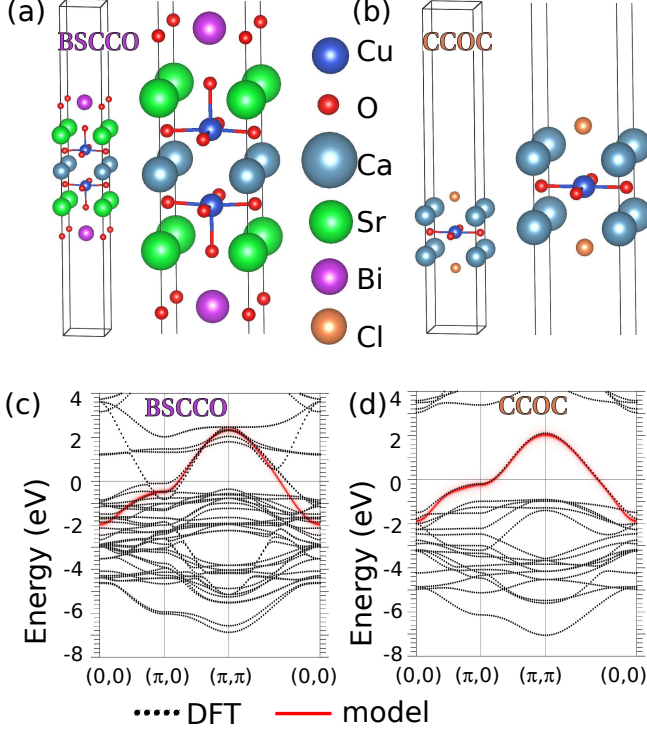 (a)
BSCCO
Cu
O
Ca
Sr
Bi
Cl
(b)
CCOC
(c)
BSCCO
Energy (eV)
4
2
0
-2
-4
-6
-8
(0,0) (π,0) (π,π) (0,0)
(d)
CCOC
Energy (eV)
4
2
0
-2
-4
-6
-8
(0,0) (π,0) (π,π) (0,0)
DFT model